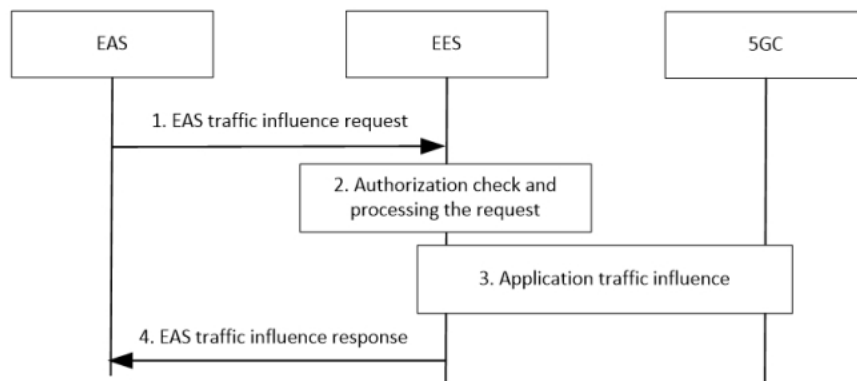 EAS
EES
5GC
1. EAS traffic influence request
2. Authorization check and
processing the request
3. Application traffic influence
4. EAS traffic influence response